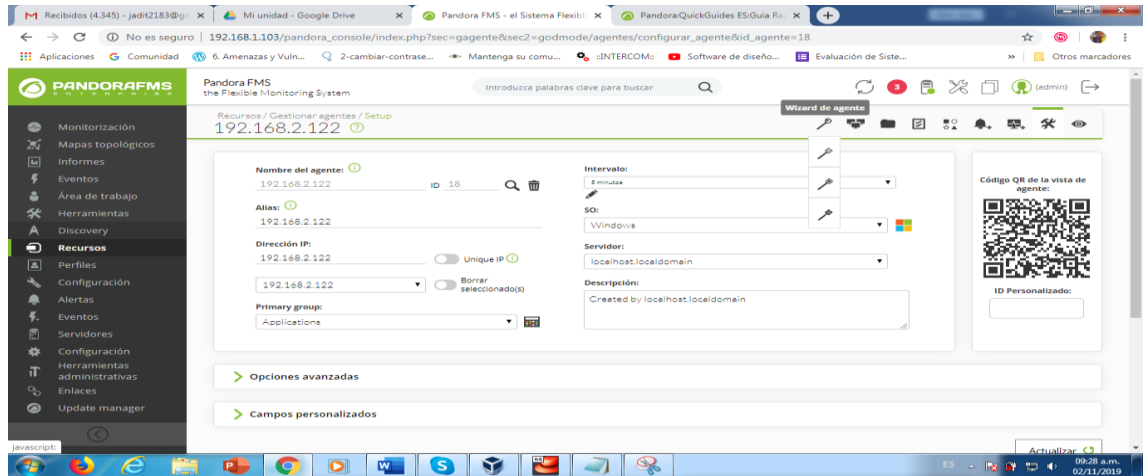 Recibidos (4.345) - jadit2183@g
Mi unidad - Google Drive
Pandora FMS - el Sistema Flexib
Pandora:QuickGuides ES:Guia Ra
No es seguro
192.168.1.103/pandora_console/index.php?sec=gagente&sec2=godmode/agentes/configurar_agente&id_agente=18
Aplicaciones
Comunidad
6. Amenazas y Vuln...
2-cambiar-contrase...
Mantenga su comu...
::INTERCOM::
Software de diseño...
Evaluación de Siste...
Otros marcadores
PANDORAFMS
ENTERPRISE
Pandora FMS
the Flexible Monitoring System
Introduzca palabras clave para buscar
3
(admin)
Wizard de agente
Recursos / Gestionar agentes / Setup
192.168.2.122
Monitorización
Mapas topológicos
Informes
Eventos
Área de trabajo
Herramientas
Discovery
Recursos
Perfiles
Configuración
Alertas
Eventos
Servidores
Configuración
Herramientas
administrativas
Enlaces
Update manager
Nombre del agente:
192.168.2.122
ID 18
Alias:
192.168.2.122
Dirección IP:
192.168.2.122
Unique IP
192.168.2.122
Borrar
seleccionado(s)
Primary group:
Applications
Intervalo:
5 minutos
SO:
Windows
Servidor:
localhost.localdomain
Descripción:
Created by localhost.localdomain
Código QR de la vista de
agente:
ID Personalizado:
Opciones avanzadas
Campos personalizados
Actualizar
javascript:
ES
09:28 a.m.
02/11/2019